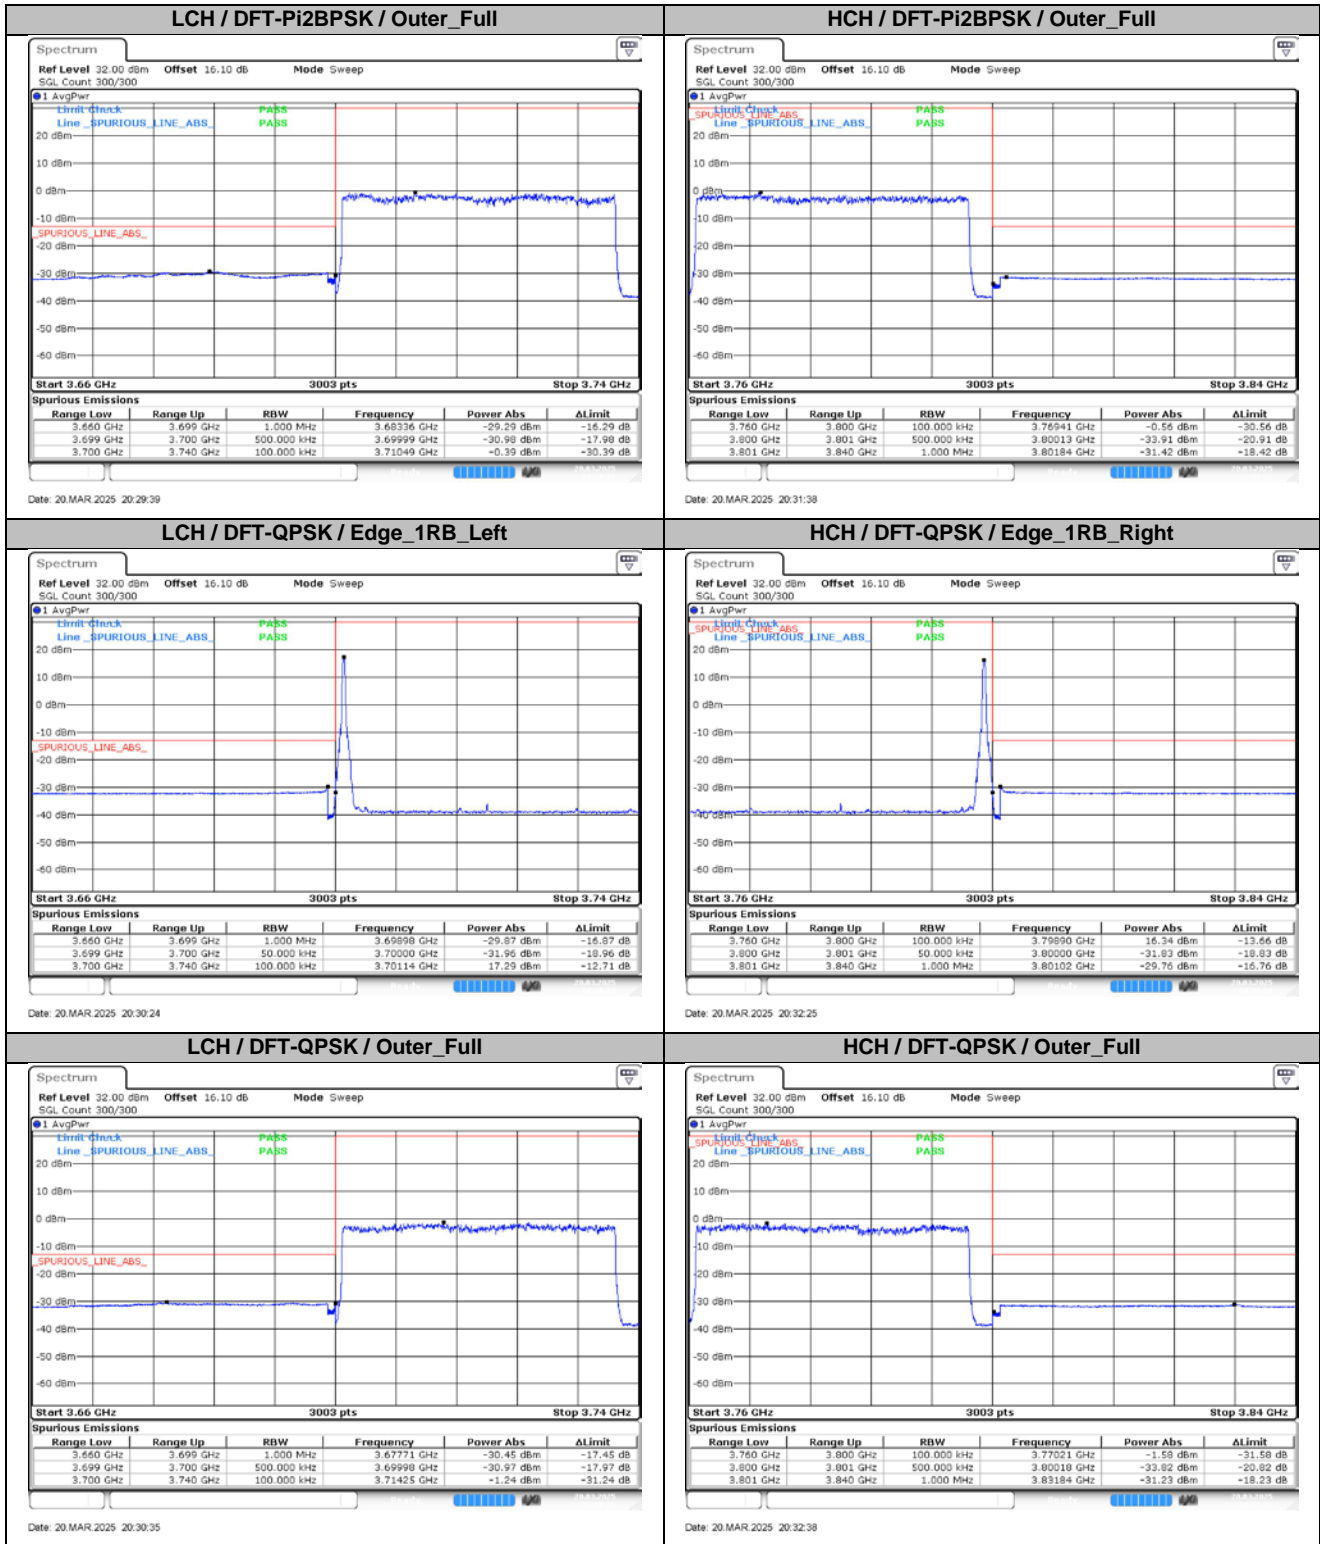 LCH / DFT-Pi2BPSK / Outer_Full
Spectrum
Ref Level 32.00 dBm Offset 16.10 dB Mode Sweep
SGL Count 300/300
1 AvgPwr
Limit Check PASS
Line _SPURIOUS_LINE_ABS_ PASS
20 dBm
10 dBm
0 dBm
-10 dBm
_SPURIOUS_LINE_ABS_
-20 dBm
-30 dBm
-40 dBm
-50 dBm
-60 dBm
Start 3.66 GHz 3003 pts Stop 3.74 GHz
Spurious Emissions
Range Low Range Up RBW Frequency Power Abs ΔLimit
3.660 GHz 3.699 GHz 1.000 MHz 3.68336 GHz -29.29 dBm -16.29 dB
3.699 GHz 3.700 GHz 500.000 kHz 3.69999 GHz -30.98 dBm -17.98 dB
3.700 GHz 3.740 GHz 100.000 kHz 3.71049 GHz -0.39 dBm -30.39 dB
Date: 20.MAR.2025 20:29:39
HCH / DFT-Pi2BPSK / Outer_Full
Spectrum
Ref Level 32.00 dBm Offset 16.10 dB Mode Sweep
SGL Count 300/300
1 AvgPwr
Limit Check PASS
_SPURIOUS_LINE_ABS_
Line _SPURIOUS_LINE_ABS_ PASS
20 dBm
10 dBm
0 dBm
-10 dBm
-20 dBm
-30 dBm
-40 dBm
-50 dBm
-60 dBm
Start 3.76 GHz 3003 pts Stop 3.84 GHz
Spurious Emissions
Range Low Range Up RBW Frequency Power Abs ΔLimit
3.760 GHz 3.800 GHz 100.000 kHz 3.76941 GHz -0.56 dBm -30.56 dB
3.800 GHz 3.801 GHz 500.000 kHz 3.80013 GHz -33.91 dBm -20.91 dB
3.801 GHz 3.840 GHz 1.000 MHz 3.80184 GHz -31.42 dBm -18.42 dB
Date: 20.MAR.2025 20:31:38
LCH / DFT-QPSK / Edge_1RB_Left
Spectrum
Ref Level 32.00 dBm Offset 16.10 dB Mode Sweep
SGL Count 300/300
1 AvgPwr
Limit Check PASS
Line _SPURIOUS_LINE_ABS_ PASS
20 dBm
10 dBm
0 dBm
-10 dBm
_SPURIOUS_LINE_ABS_
-20 dBm
-30 dBm
-40 dBm
-50 dBm
-60 dBm
Start 3.66 GHz 3003 pts Stop 3.74 GHz
Spurious Emissions
Range Low Range Up RBW Frequency Power Abs ΔLimit
3.660 GHz 3.699 GHz 1.000 MHz 3.69898 GHz -29.87 dBm -16.87 dB
3.699 GHz 3.700 GHz 50.000 kHz 3.70000 GHz -31.96 dBm -18.96 dB
3.700 GHz 3.740 GHz 100.000 kHz 3.70114 GHz 17.29 dBm -12.71 dB
Date: 20.MAR.2025 20:30:24
HCH / DFT-QPSK / Edge_1RB_Right
Spectrum
Ref Level 32.00 dBm Offset 16.10 dB Mode Sweep
SGL Count 300/300
1 AvgPwr
Limit Check PASS
_SPURIOUS_LINE_ABS_
Line _SPURIOUS_LINE_ABS_ PASS
20 dBm
10 dBm
0 dBm
-10 dBm
-20 dBm
-30 dBm
-40 dBm
-50 dBm
-60 dBm
Start 3.76 GHz 3003 pts Stop 3.84 GHz
Spurious Emissions
Range Low Range Up RBW Frequency Power Abs ΔLimit
3.760 GHz 3.800 GHz 100.000 kHz 3.79890 GHz 16.34 dBm -13.66 dB
3.800 GHz 3.801 GHz 50.000 kHz 3.80000 GHz -31.83 dBm -18.83 dB
3.801 GHz 3.840 GHz 1.000 MHz 3.80102 GHz -29.76 dBm -16.76 dB
Date: 20.MAR.2025 20:32:25
LCH / DFT-QPSK / Outer_Full
Spectrum
Ref Level 32.00 dBm Offset 16.10 dB Mode Sweep
SGL Count 300/300
1 AvgPwr
Limit Check PASS
Line _SPURIOUS_LINE_ABS_ PASS
20 dBm
10 dBm
0 dBm
-10 dBm
_SPURIOUS_LINE_ABS_
-20 dBm
-30 dBm
-40 dBm
-50 dBm
-60 dBm
Start 3.66 GHz 3003 pts Stop 3.74 GHz
Spurious Emissions
Range Low Range Up RBW Frequency Power Abs ΔLimit
3.660 GHz 3.699 GHz 1.000 MHz 3.67771 GHz -30.45 dBm -17.45 dB
3.699 GHz 3.700 GHz 500.000 kHz 3.69998 GHz -30.97 dBm -17.97 dB
3.700 GHz 3.740 GHz 100.000 kHz 3.71425 GHz -1.24 dBm -31.24 dB
Date: 20.MAR.2025 20:30:35
HCH / DFT-QPSK / Outer_Full
Spectrum
Ref Level 32.00 dBm Offset 16.10 dB Mode Sweep
SGL Count 300/300
1 AvgPwr
Limit Check PASS
_SPURIOUS_LINE_ABS_
Line _SPURIOUS_LINE_ABS_ PASS
20 dBm
10 dBm
0 dBm
-10 dBm
-20 dBm
-30 dBm
-40 dBm
-50 dBm
-60 dBm
Start 3.76 GHz 3003 pts Stop 3.84 GHz
Spurious Emissions
Range Low Range Up RBW Frequency Power Abs ΔLimit
3.760 GHz 3.800 GHz 100.000 kHz 3.77021 GHz -1.58 dBm -31.58 dB
3.800 GHz 3.801 GHz 500.000 kHz 3.80018 GHz -33.82 dBm -20.82 dB
3.801 GHz 3.840 GHz 1.000 MHz 3.83184 GHz -31.23 dBm -18.23 dB
Date: 20.MAR.2025 20:32:38